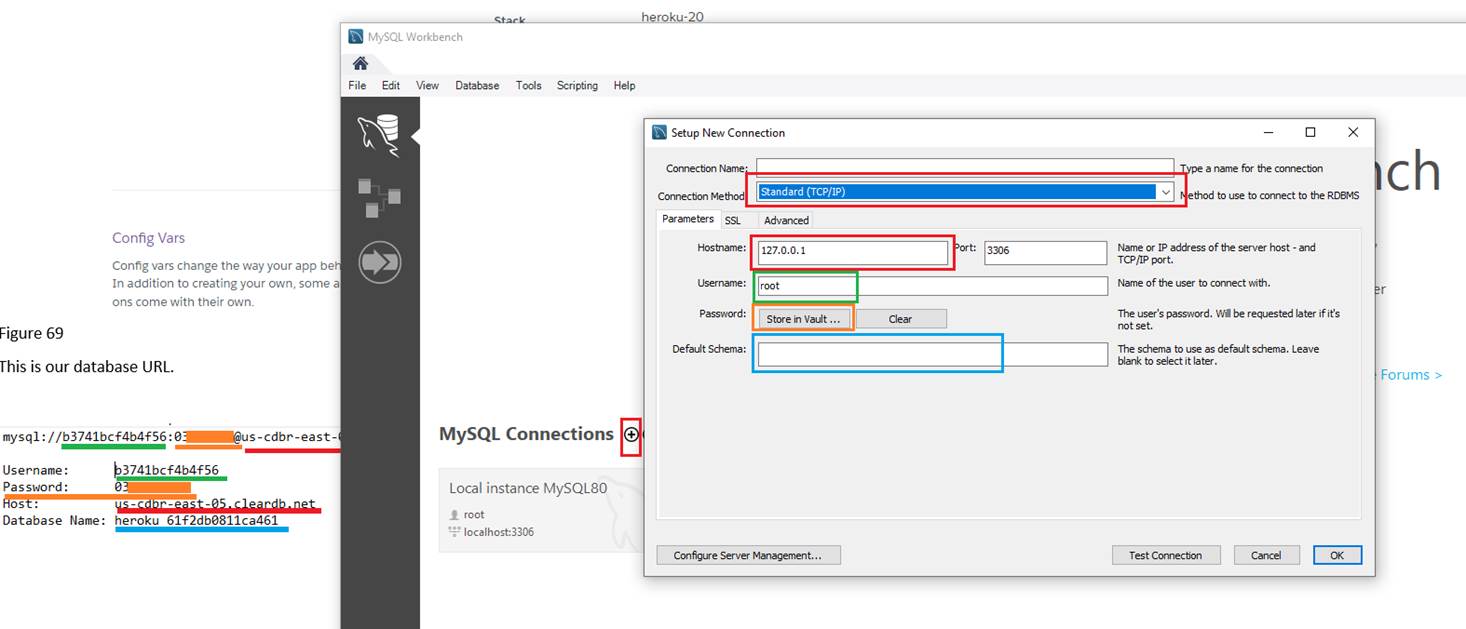 Stack
heroku-20
MySQL Workbench
File Edit View Database Tools Scripting Help
Config Vars
Config vars change the way your app beh
In addition to creating your own, some a
ons come with their own.
Figure 69
This is our database URL.
mysql://b3741bcf4b4f56:03 @us-cdbr-east-
Username: b3741bcf4b4f56
Password: 03
Host: us-cdbr-east-05.cleardb.net
Database Name: heroku_61f2db0811ca461
MySQL Connections
Local instance MySQL80
root
localhost:3306
Setup New Connection
Connection Name: Type a name for the connection
Connection Method Standard (TCP/IP) Method to use to connect to the RDBMS
Parameters SSL Advanced
Hostname: 127.0.0.1 Port: 3306 Name or IP address of the server host - and
TCP/IP port.
Username: root Name of the user to connect with.
Password: Store in Vault ... Clear The user's password. Will be requested later if it's
not set.
Default Schema: The schema to use as default schema. Leave
blank to select it later.
Configure Server Management... Test Connection Cancel OK
nch
er
Forums >